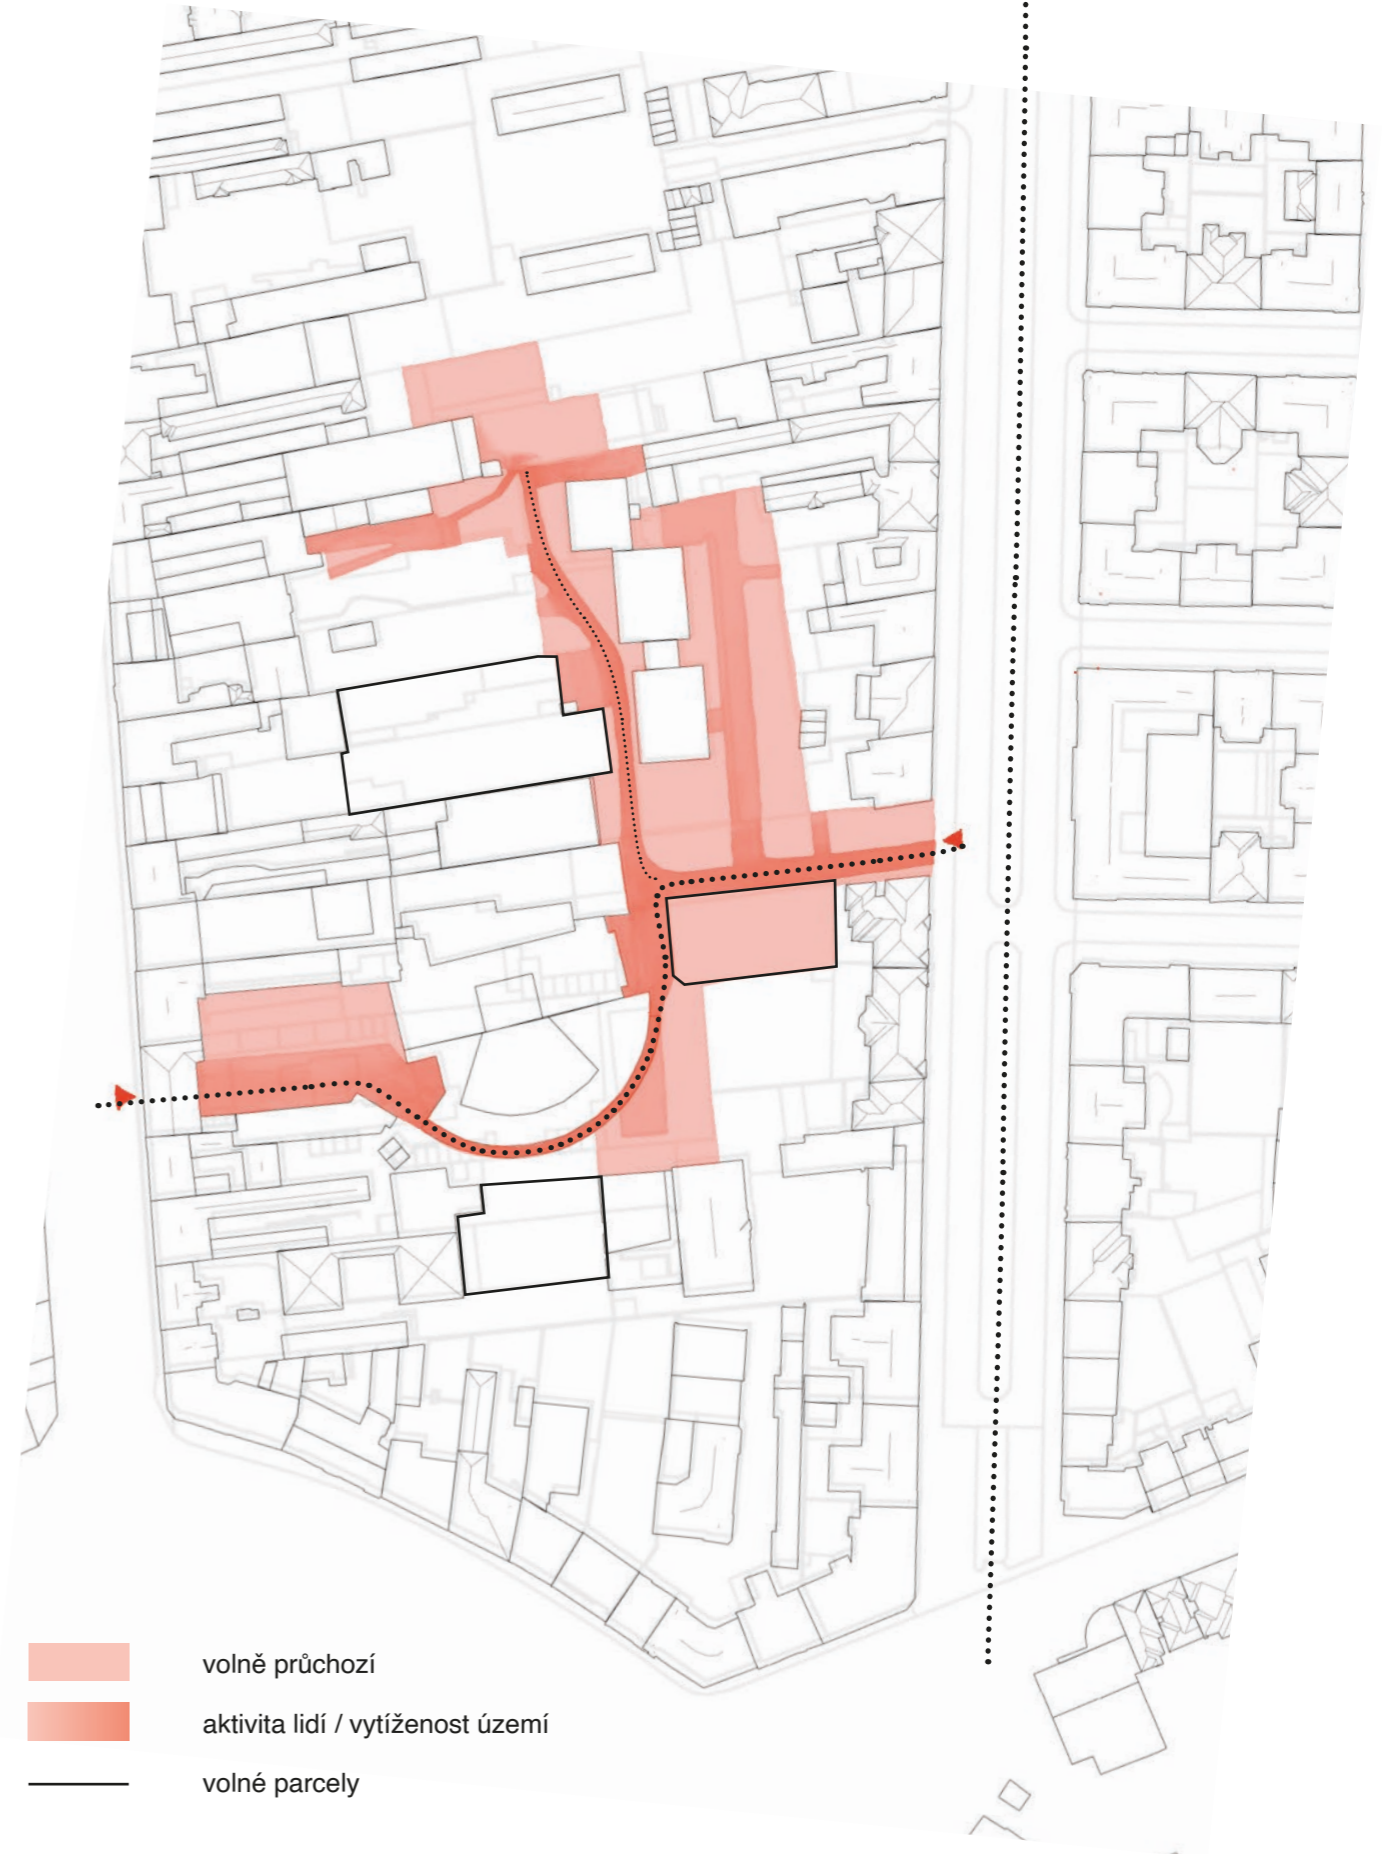 volně průchozí
aktivita lidí / vytíženost území
volné parcely